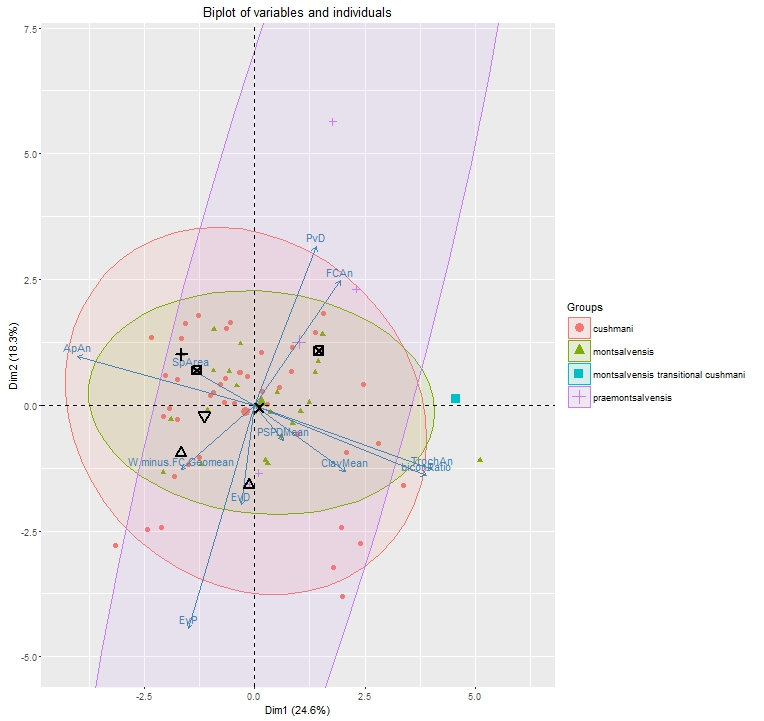 Biplot of variables and individuals
7.5
5.0
2.5
0.0
-2.5
-5.0
Dim2 (18.3%)
PvD
FCAn
ApAn
SpArea
PSPDMean
W.minus.FC.Geomean
ClavMean
TrochAn
biconRatio
EvD
EvP
-2.5
0.0
2.5
5.0
Dim1 (24.6%)
Groups
cushmani
montsalvensis
montsalvensis transitional cushmani
praemontsalvensis